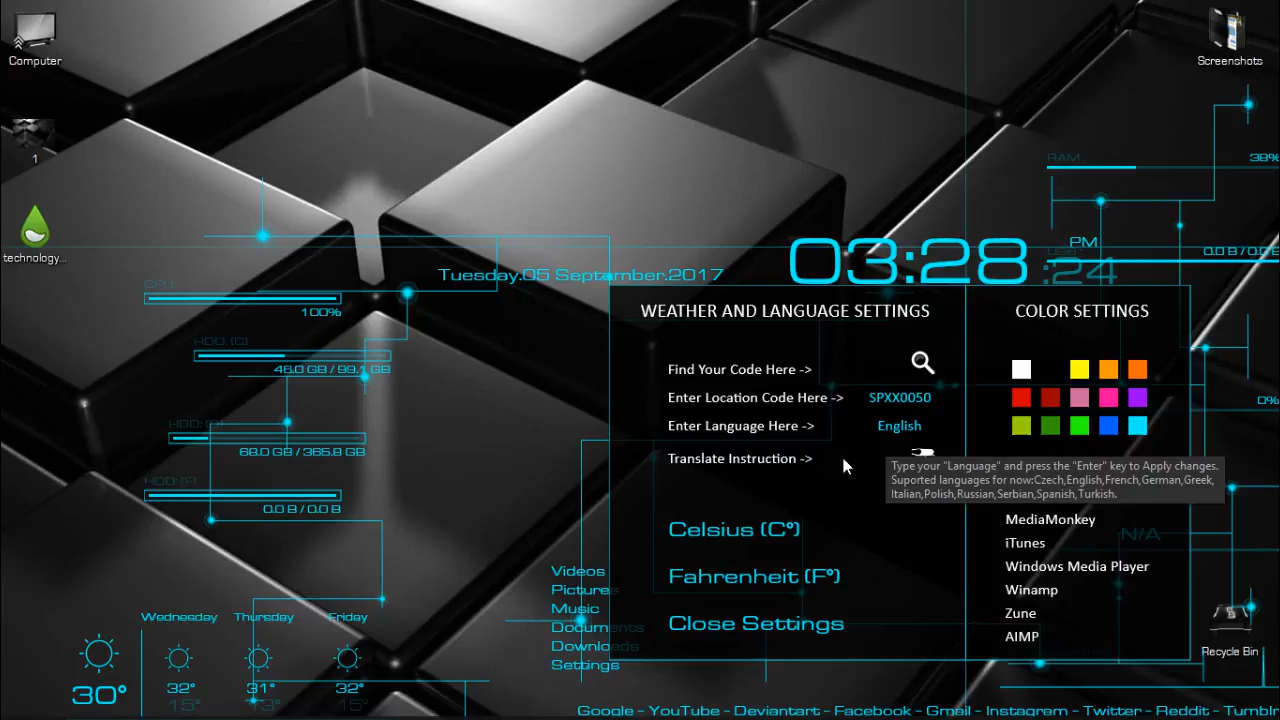 Computer
Screenshots
1
technology...
RAM :
38%
03:28
PM
:24
Tuesday.05 September.2017
0.0 B / 0.0 B
CPU:
100%
HDD: (C)
46.0 GB / 99.1 GB
68.0 GB / 365.8 GB
0.0 B / 0.0 B
0%
WEATHER AND LANGUAGE SETTINGS
Find Your Code Here ->
Enter Location Code Here ->
SPXX0050
Enter Language Here ->
English
Translate Instruction ->
Type your "Language" and press the "Enter" key to Apply changes.
Suported languages for now:Czech,English,French,German,Greek,
Italian,Polish,Russian,Serbian,Spanish,Turkish.
Celsius (C°)
Fahrenheit (F°)
Close Settings
COLOR SETTINGS
MediaMonkey
iTunes
Windows Media Player
Winamp
Zune
AIMP
N/A
Videos
Pictures
Music
Documents
Downloads
Settings
Wednesday
Thursday
Friday
30°
32°
31°
32°
15°
13°
15°
Recycle Bin
Google - YouTube - Deviantart - Facebook - Gmail - Instagram - Twitter - Reddit - Tumblr